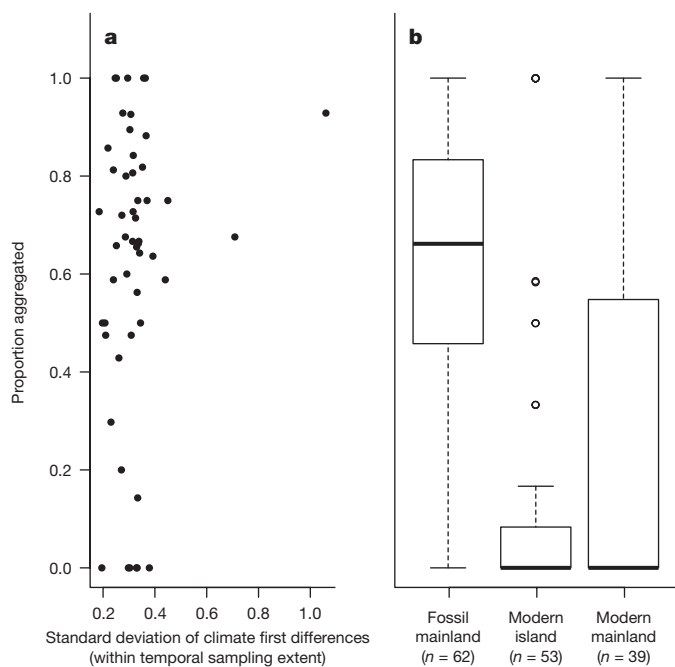 a
b
Proportion aggregated
1.0
0.8
0.6
0.4
0.2
0.0
0.2 0.4 0.6 0.8 1.0
Standard deviation of climate first differences
(within temporal sampling extent)
Fossil
mainland
(n = 62)
Modern
island
(n = 53)
Modern
mainland
(n = 39)